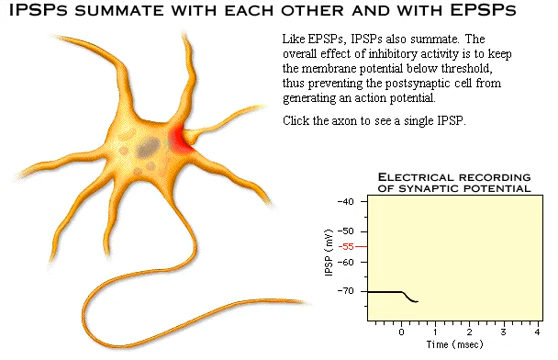 IPSPs SUMMATE WITH EACH OTHER AND WITH EPSPs
Like EPSPs, IPSPs also summate. The
overall effect of inhibitory activity is to keep
the membrane potential below threshold,
thus preventing the postsynaptic cell from
generating an action potential.
Click the axon to see a single IPSP.
ELECTRICAL RECORDING
OF SYNAPTIC POTENTIAL
IPSP (mV)
-40
-50
-55
-60
-70
0 1 2 3 4
Time (msec)